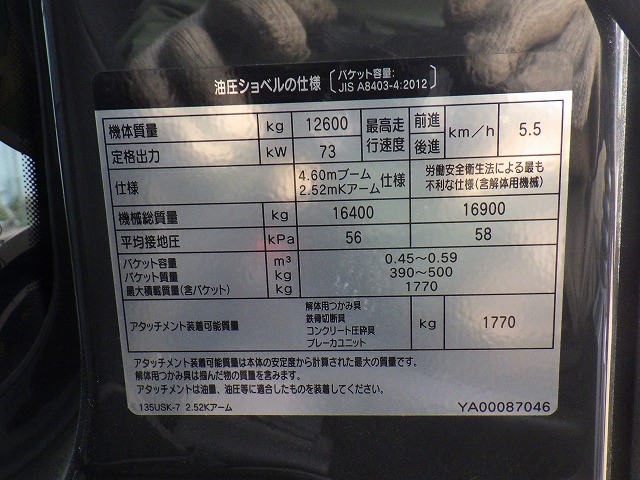 油圧ショベルの仕様 [バケット容量: JIS A8403-4:2012]
機体質量 kg 12600 最高走行速度 前進 後進 km/h 5.5
定格出力 kW 73
仕様 4.60mブーム 2.52mKアーム 仕様 労働安全衛生法による最も不利な仕様(含解体用機械)
機械総質量 kg 16400 16900
平均接地圧 kPa 56 58
バケット容量 m³ 0.45～0.59
バケット質量 kg 390～500
最大積載質量(含バケット) kg 1770
アタッチメント装着可能質量 解体用つかみ具 鉄骨切断具 コンクリート圧砕具 ブレーカユニット kg 1770
アタッチメント装着可能質量は本体の安定度から計算された最大の質量です。
解体用つかみ具は掴んだ物の質量を含みます。
アタッチメントは油量、油圧等に適合したものを装着してください。
135USK-7 2.52Kアーム YA00087046